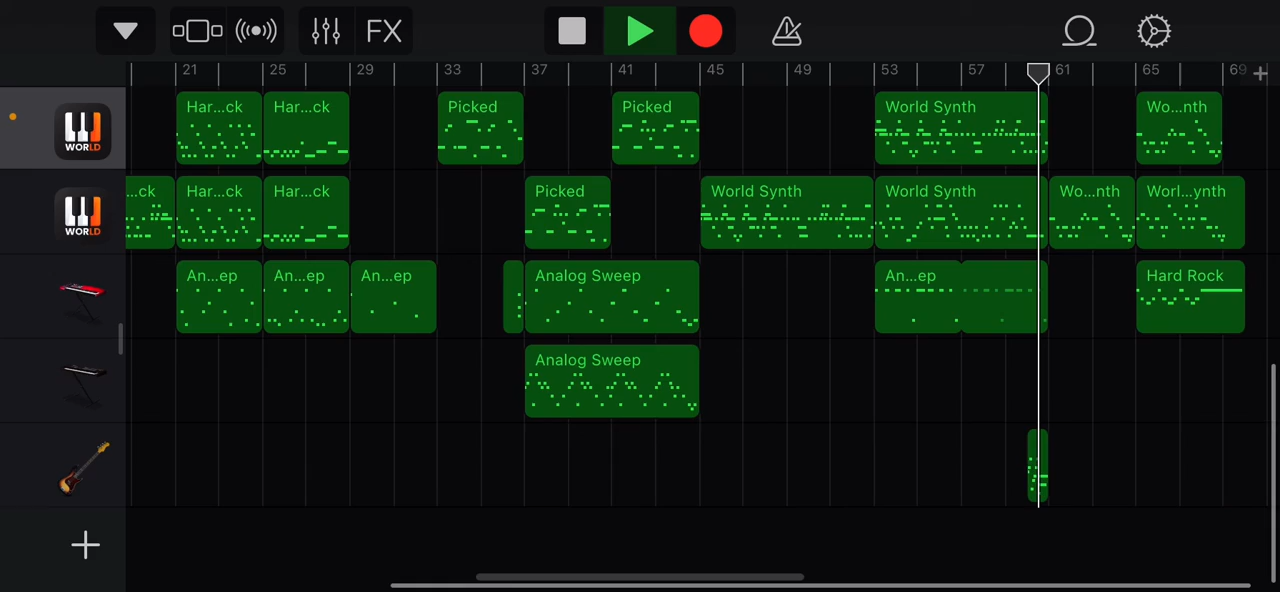 FX
21 25 29 33 37 41 45 49 53 57 61 65 69
WORLD
Har...ck Har...ck Picked Picked World Synth Wo...nth
WORLD
...ck Har...ck Har...ck Picked World Synth World Synth Wo...nth Worl...ynth
An...ep An...ep An...ep Analog Sweep An...ep Hard Rock
Analog Sweep